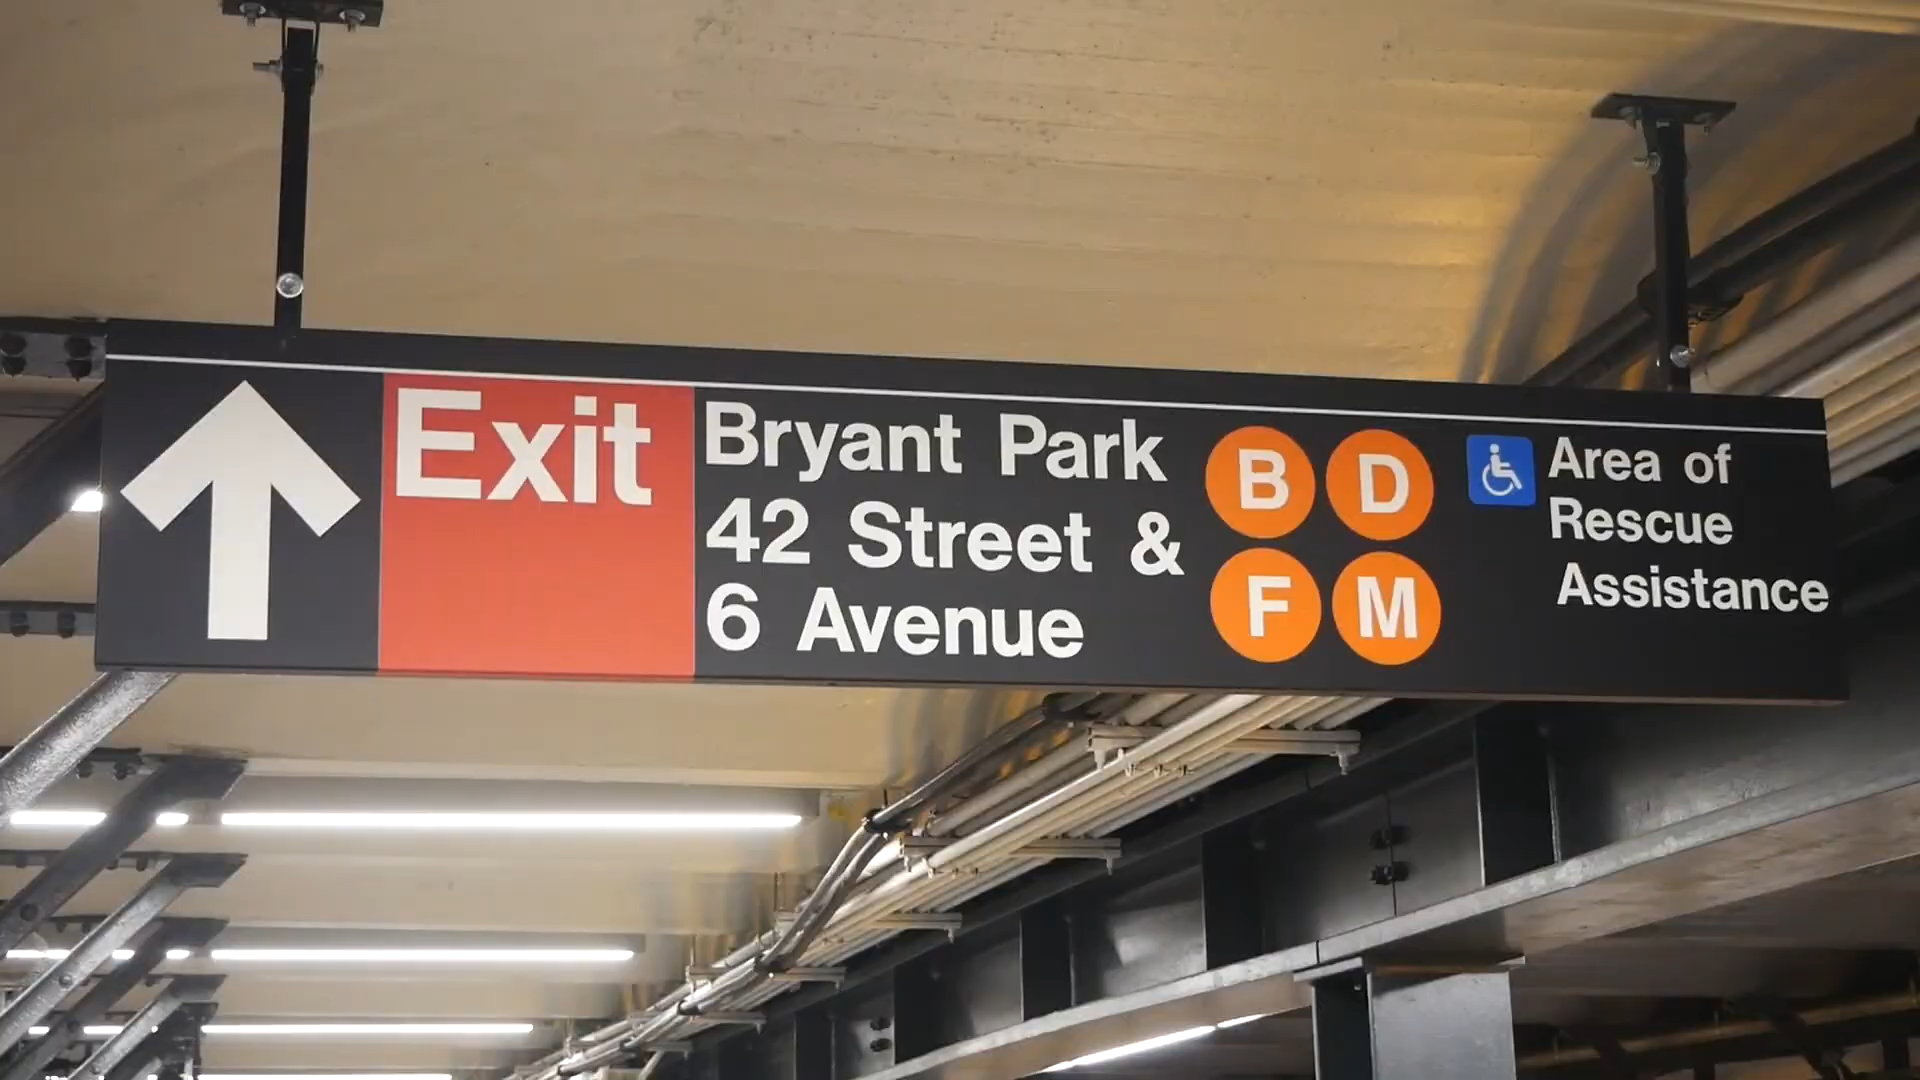 Exit
Bryant Park
42 Street &
6 Avenue
B D
F M
Area of
Rescue
Assistance